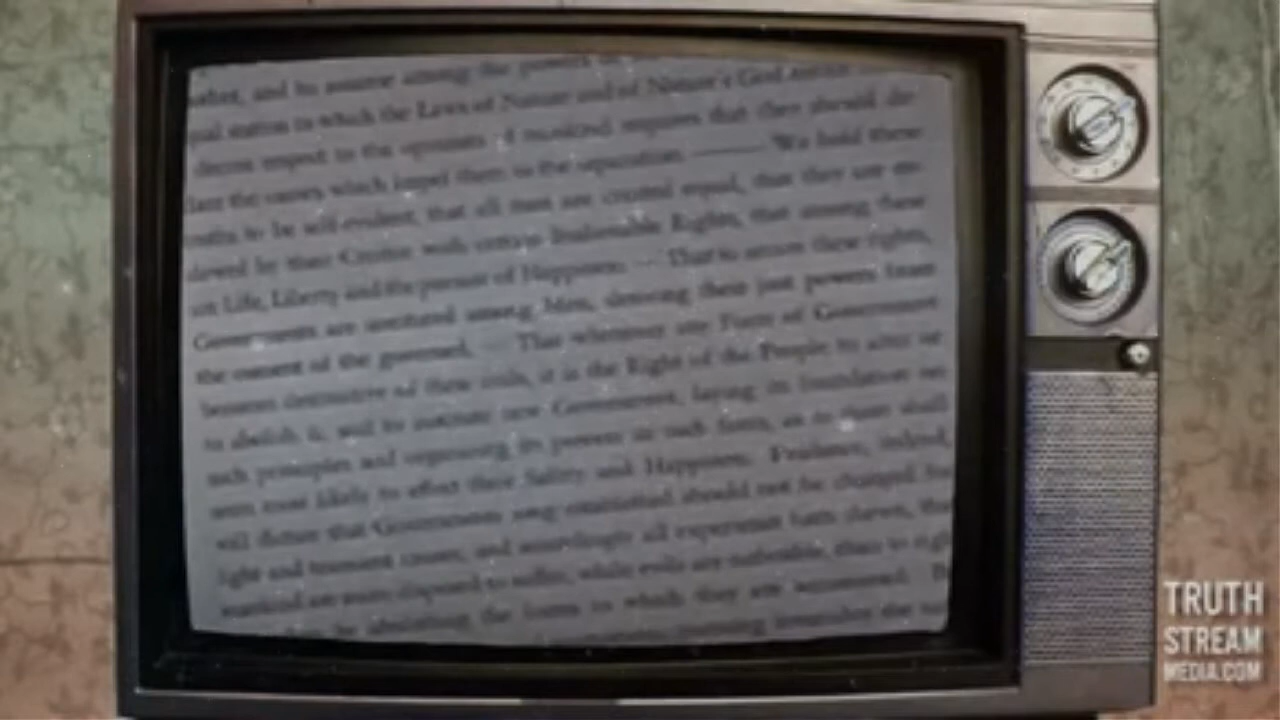 and to assume among the powers
which the Laws of Nature and of Nature's God
respect to the opinions of mankind requires that they should de-
the causes which impel them to the separation. —— We hold these
to be self-evident, that all men are created equal, that they are en-
dowed by their Creator with certain Unalienable Rights, that among these
Life, Liberty and the pursuit of Happiness. — That to secure these rights,
Governments are instituted among Men, deriving their just powers from
the consent of the governed. — That whenever any Form of Government
becomes destructive of these ends, it is the Right of the People to alter or
to abolish it, and to institute new Government, laying its foundation on
such principles and organizing its powers in such form, as to them shall
seem most likely to effect their Safety and Happiness. Prudence, indeed,
will dictate that Governments long established should not be changed for
light and transient causes; and accordingly all experience hath shewn, that
mankind are more disposed to suffer, while evils are sufferable, than to
the forms to which they are accustomed.
TRUTH
STREAM
MEDIA.COM